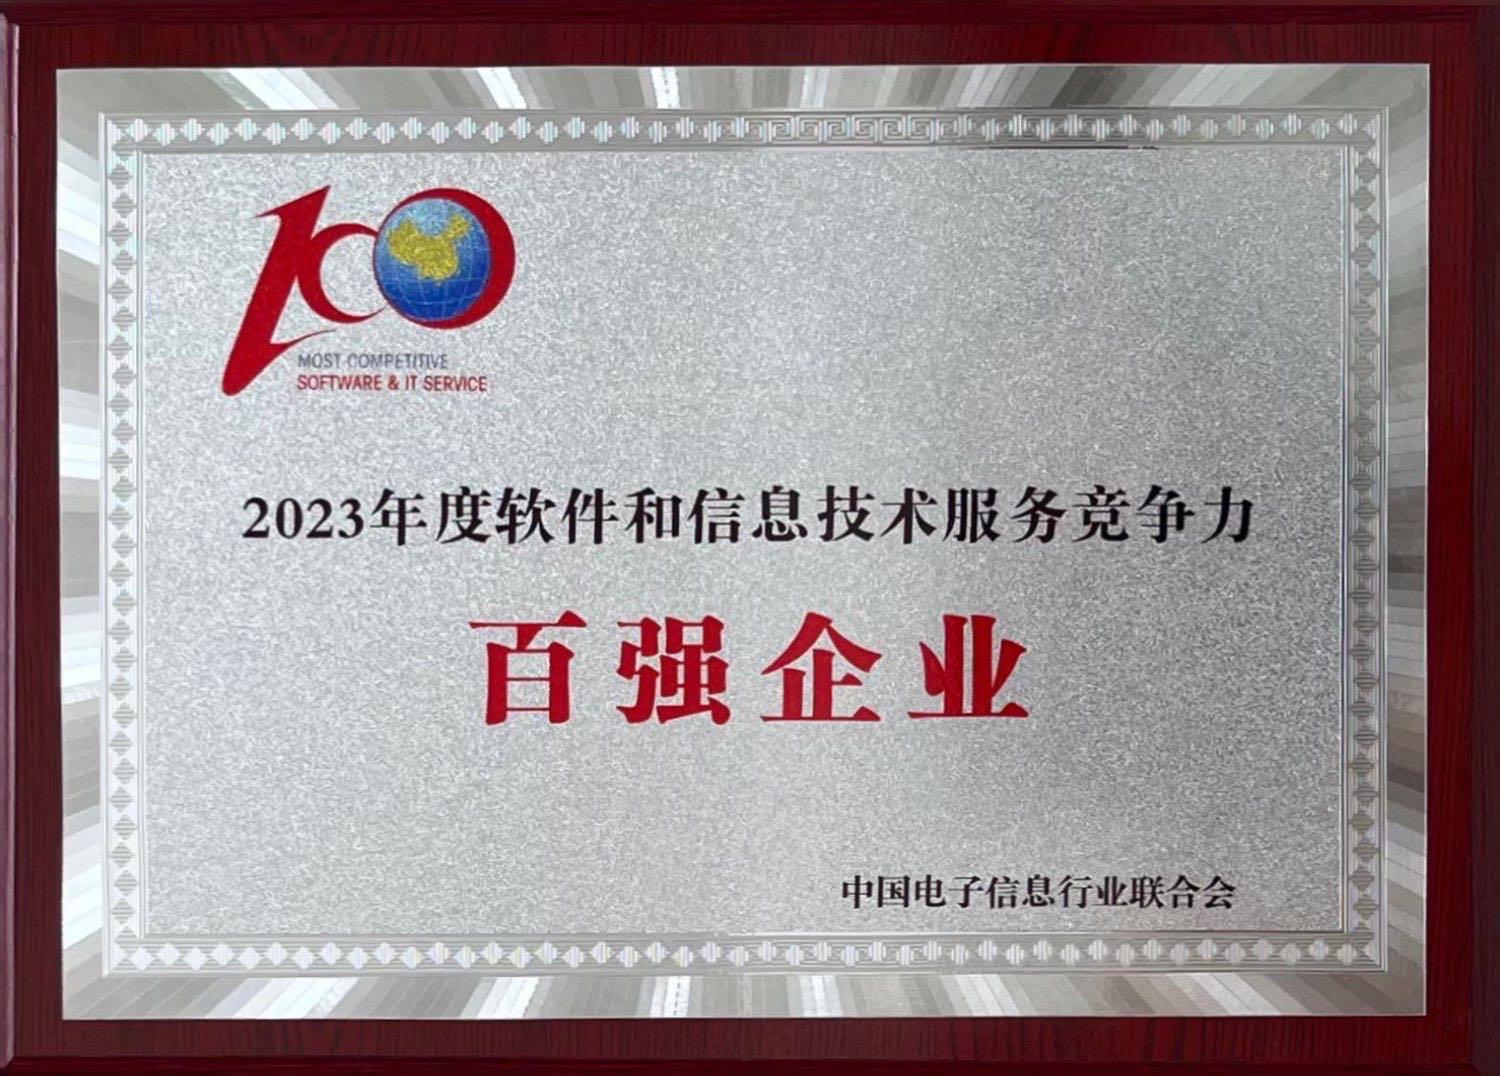 100
MOST COMPETITIVE
SOFTWARE & IT SERVICE
2023年度软件和信息技术服务竞争力
百强企业
中国电子信息行业联合会